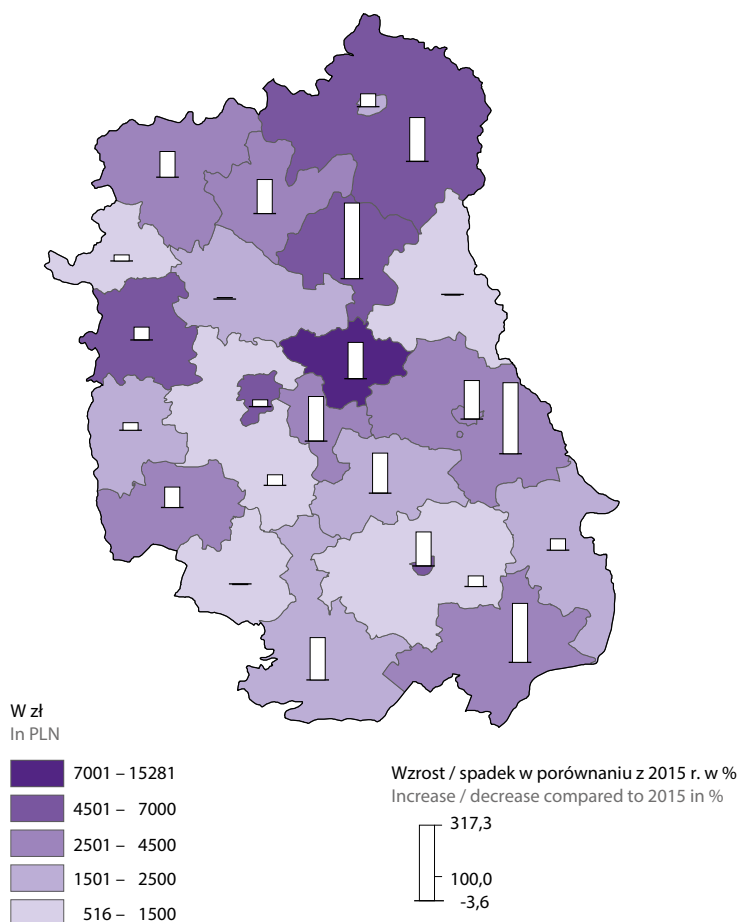 W zł
In PLN
7001 – 15281
4501 – 7000
2501 – 4500
1501 – 2500
516 – 1500
Wzrost / spadek w porównaniu z 2015 r. w %
Increase / decrease compared to 2015 in %
317,3
100,0
-3,6